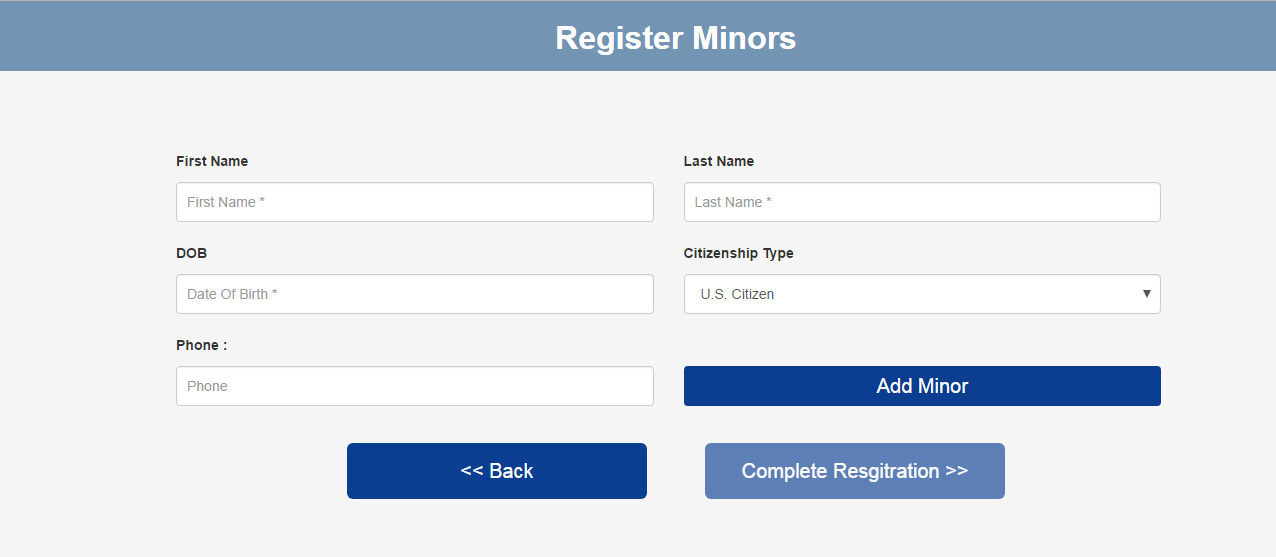 Register Minors
First Name
Last Name
First Name *
Last Name *
DOB
Citizenship Type
Date Of Birth *
U.S. Citizen
Phone :
Phone
Add Minor
<< Back
Complete Resgitration >>